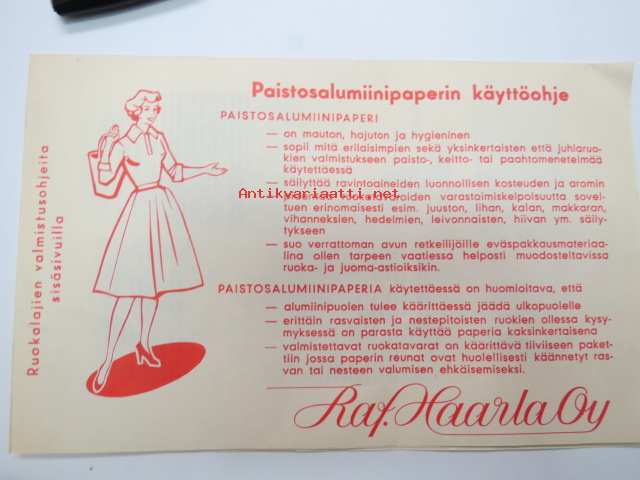 Paistosalumiinipaperin käyttöohje
PAISTOSALUMIINIPAPERI
— on mauton, hajuton ja hygieninen
— sopii mitä erilaisimpien sekä yksinkertaisten että juhlaruo-
kien valmistukseen paisto-, keitto- tai paahtomenetelmää
käytettäessä
— säilyttää ravintoaineiden luonnollisen kosteuden ja aromin
Antikvariaatti.net
ruokatavaroiden varastoimiskelpoisuutta sovel-
tuen erinomaisesti esim. juuston, lihan, kalan, makkaran,
vihanneksien, hedelmien, leivonnaisten, hiivan ym. säily-
tykseen
— suo verrattoman avun retkeilijöille eväspakkausmateriaa-
lina ollen tarpeen vaatiessa helposti muodosteltavissa
ruoka- ja juoma-astioiksikin.
PAISTOSALUMIINIPAPERIA käytettäessä on huomioitava, että
— alumiinipuolen tulee käärittäessä jäädä ulkopuolelle
— erittäin rasvaisten ja nestepitoisten ruokien ollessa kysy-
myksessä on parasta käyttää paperia kaksinkertaisena
— valmistettavat ruokatavarat on käärittävä tiiviiseen paket-
tiin jossa paperin reunat ovat huolellisesti käännetyt ras-
van tai nesteen valumisen ehkäisemiseksi.
Raf. Haarla Oy
Ruokalajien valmistusohjeita
sisäsivuilla